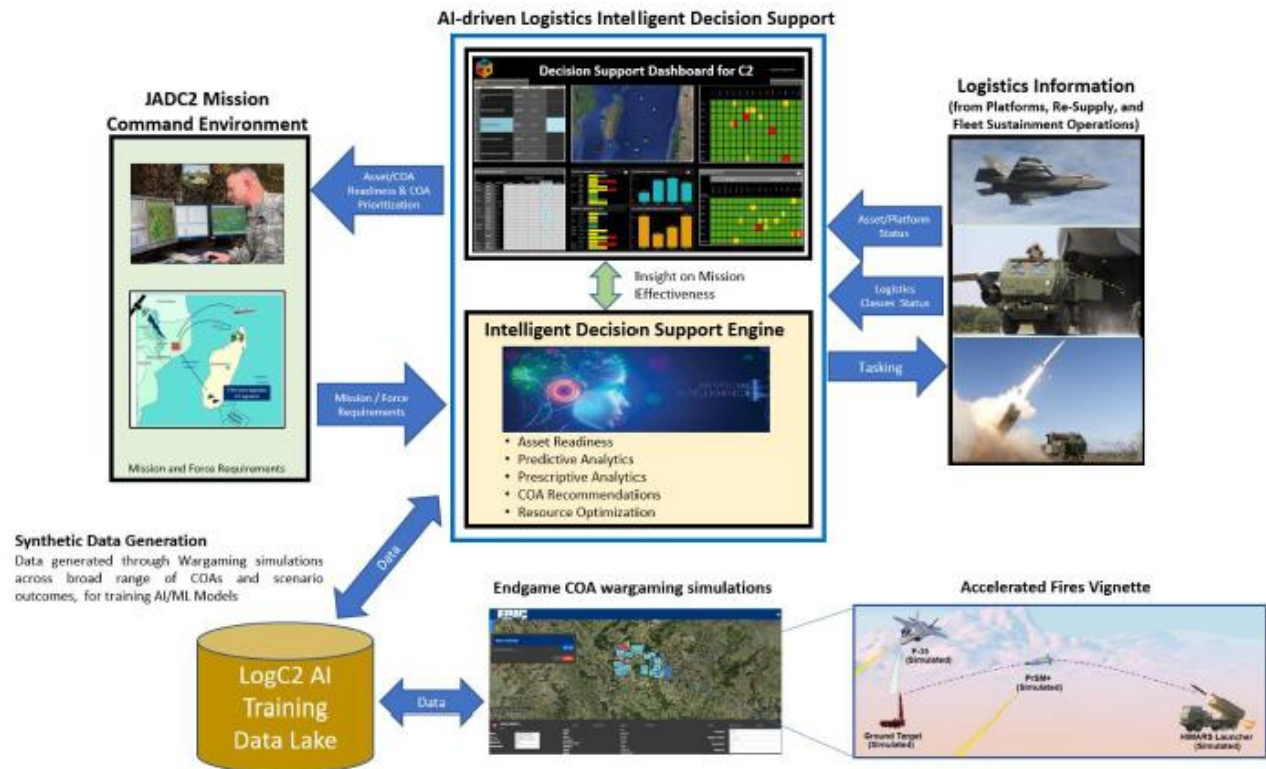 AI-driven Logistics Intelligent Decision Support
Decision Support Dashboard for C2
JADC2 Mission
Command Environment
Asset/COA
Readiness & COA
Prioritization
Mission / Force
Requirements
Mission and Force Requirements
Insight on Mission
Effectiveness
Intelligent Decision Support Engine
• Asset Readiness
• Predictive Analytics
• Prescriptive Analytics
• COA Recommendations
• Resource Optimization
Logistics Information
(from Platforms, Re-Supply, and
Fleet Sustainment Operations)
Asset/Platform
Status
Logistics
Classes Status
Tasking
Synthetic Data Generation
Data generated through Wargaming simulations
across broad range of COAs and scenario
outcomes, for training AI/ML Models
Data
LogC2 AI
Training
Data Lake
Data
Endgame COA wargaming simulations
Accelerated Fires Vignette
F-35
(Simulated)
PrSM+
(Simulated)
Ground Target
(Simulated)
HIMARS Launcher
(Simulated)